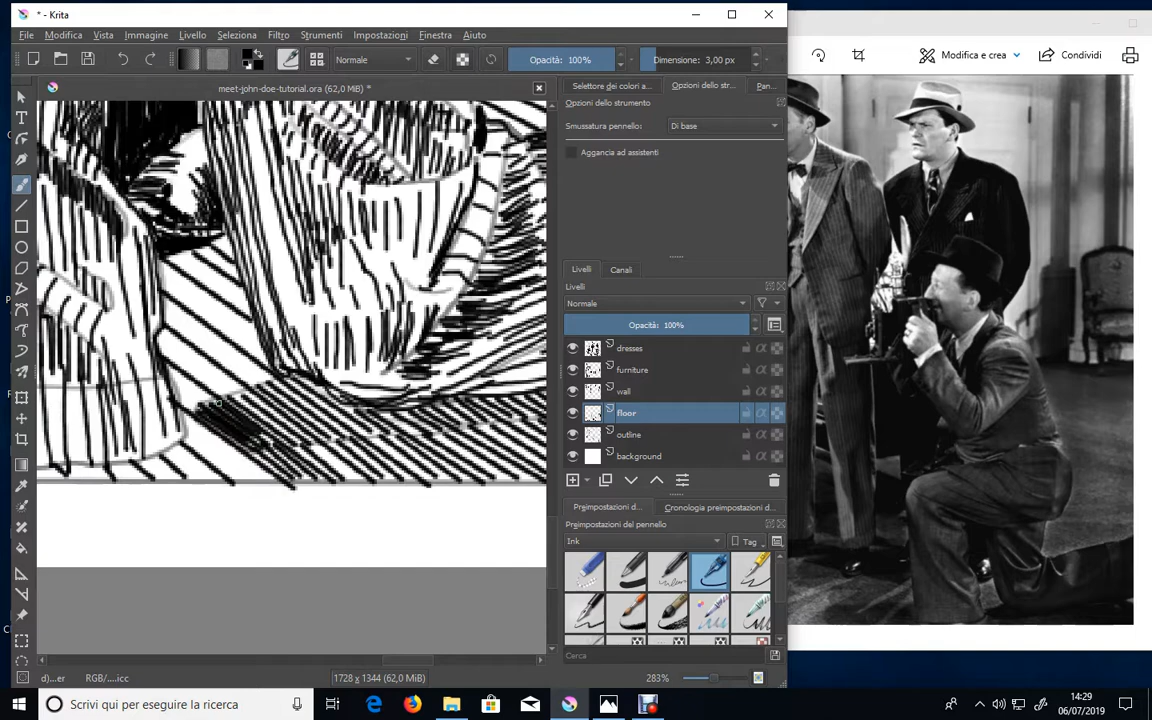 * - Krita
File Modifica Vista Immagine Livello Seleziona Filtro Strumenti Impostazioni Finestra Aiuto
Normale Opacità: 100% Dimensione: 3,00 px
Modifica e crea Condividi
meet-john-doe-tutorial.ora (62,0 MiB) *
Selettore dei colori a... Opzioni dello str... Pan...
Opzioni dello strumento
Smussatura pennello: Di base
Aggancia ad assistenti
Livelli Canali
Livelli
Normale
Opacità: 100%
dresses
furniture
wall
floor
outline
background
Preimpostazioni d... Cronologia preimpostazioni d...
Preimpostazioni del pennello
Ink Tag
Cerca
d)...er RGB/....icc 1728 x 1344 (62,0 MiB) 283%
Scrivi qui per eseguire la ricerca
14:29
06/07/2019